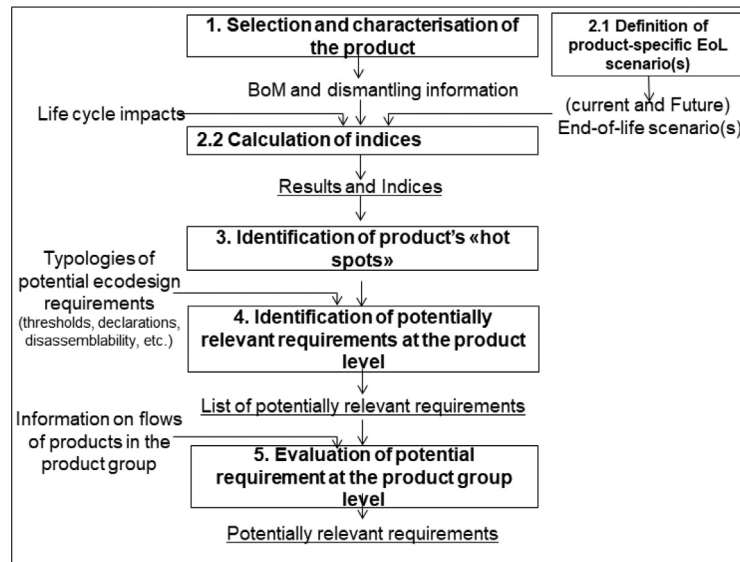 1. Selection and characterisation of
the product
2.1 Definition of
product-specific EoL
scenario(s)
BoM and dismantling information
Life cycle impacts
(current and Future)
End-of-life scenario(s)
2.2 Calculation of indices
Results and Indices
3. Identification of product's «hot
spots»
Typologies of
potential ecodesign
requirements
(thresholds, declarations,
disassemblability, etc.)
4. Identification of potentially
relevant requirements at the product
level
List of potentially relevant requirements
Information on flows
of products in the
product group
5. Evaluation of potential
requirement at the product group
level
Potentially relevant requirements